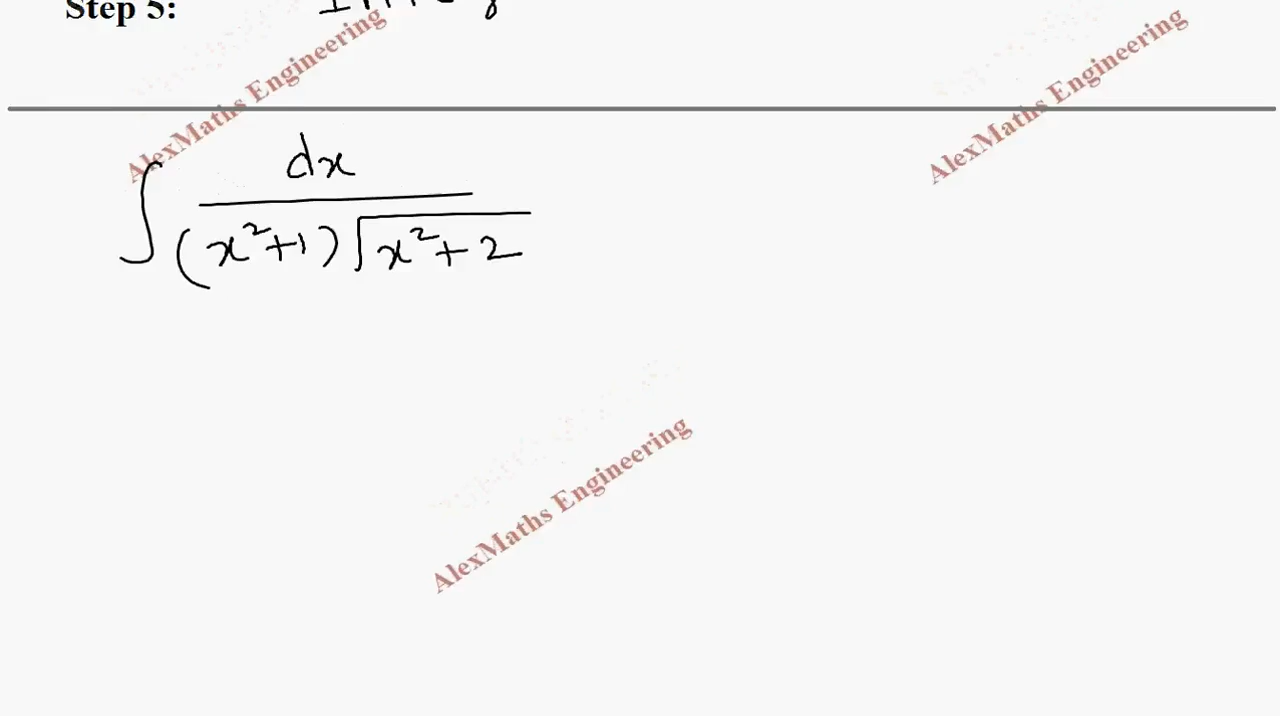 Step 5:
AlexMaths Engineering
AlexMaths Engineering
∫ dx / (x²+1)√(x²+2)
AlexMaths Engineering